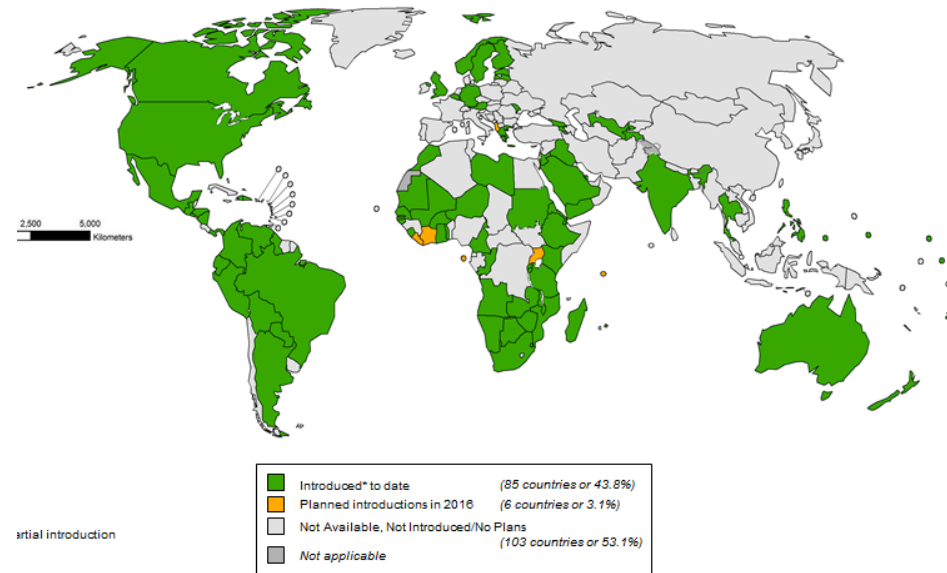 2,500 5,000
Kilometers
Introduced* to date (85 countries or 43.8%)
Planned introductions in 2016 (6 countries or 3.1%)
Not Available, Not Introduced/No Plans
(103 countries or 53.1%)
Not applicable
artial introduction